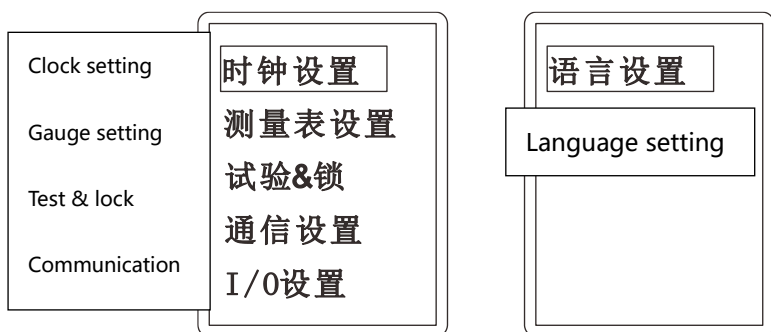 Clock setting
Gauge setting
Test & lock
Communication
时钟设置
测量表设置
试验&锁
通信设置
I/O设置
语言设置
Language setting